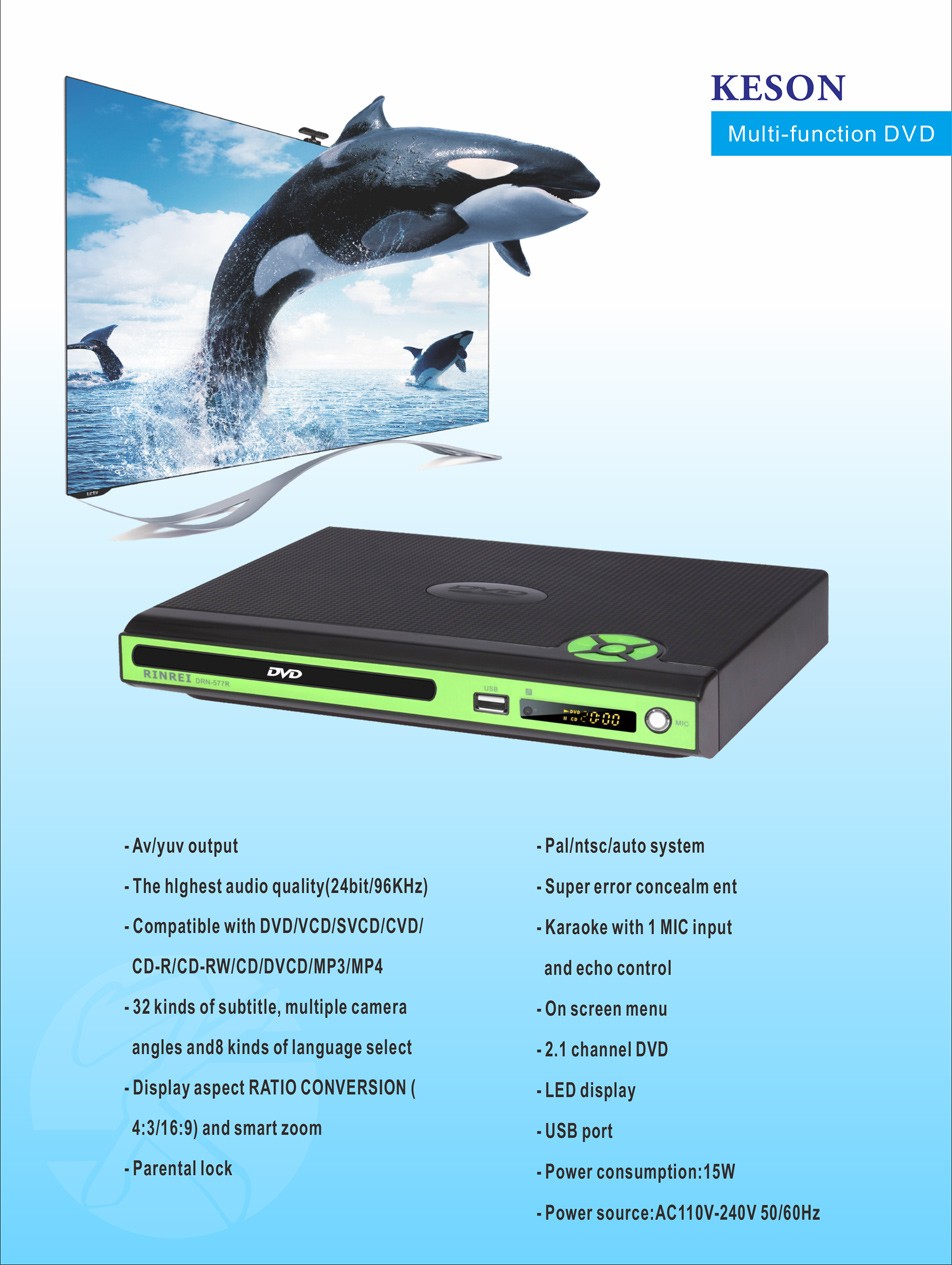 KESON
Multi-function DVD
DVD
RINREI DRN-577R
DVD
USB
DVD
CD
MIC
- Av/yuv output
- The hIghest audio quality(24bit/96KHz)
- Compatible with DVD/VCD/SVCD/CVD/
CD-R/CD-RW/CD/DVCD/MP3/MP4
- 32 kinds of subtitle, multiple camera
angles and8 kinds of language select
- Display aspect RATIO CONVERSION (
4:3/16:9) and smart zoom
- Parental lock
- Pal/ntsc/auto system
- Super error concealm ent
- Karaoke with 1 MIC input
and echo control
- On screen menu
- 2.1 channel DVD
- LED display
- USB port
- Power consumption:15W
- Power source:AC110V-240V 50/60Hz